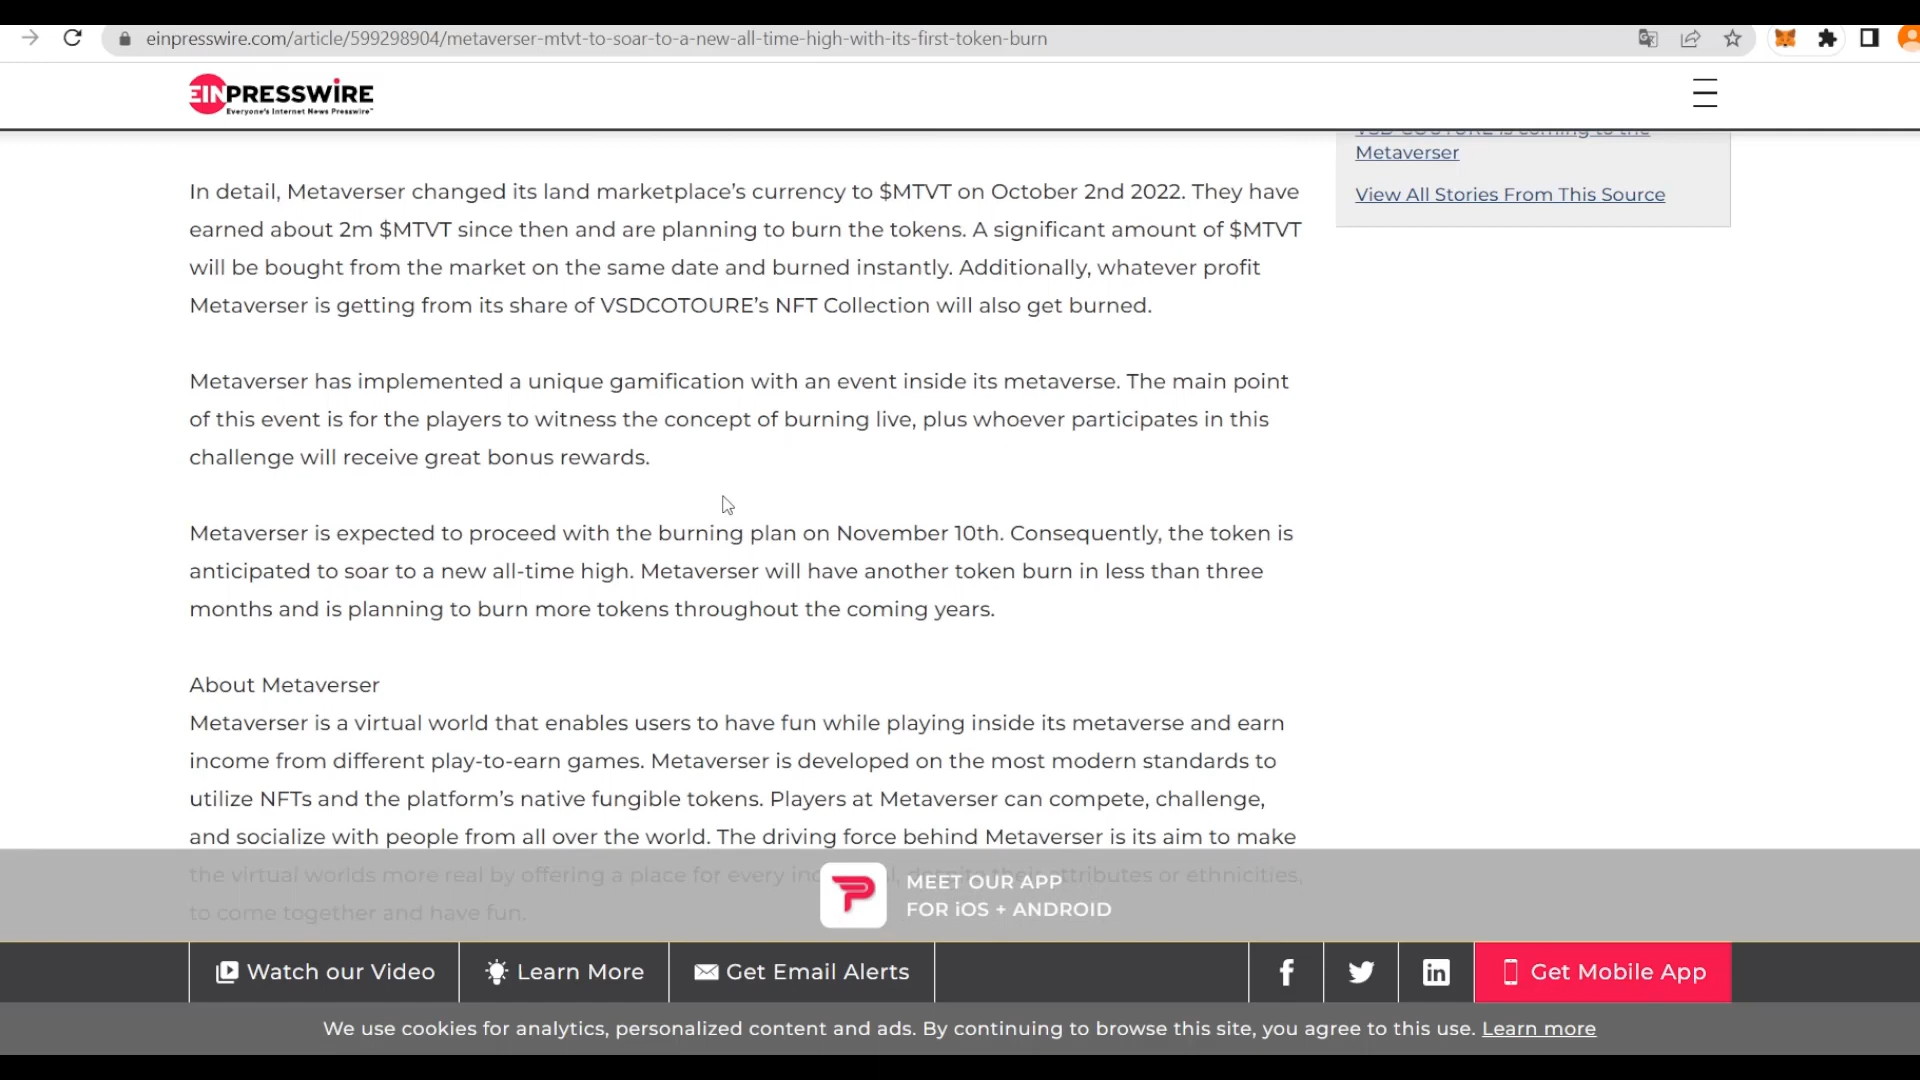 einpresswire.com/article/599298904/metaverser-mtvt-to-soar-to-a-new-all-time-high-with-its-first-token-burn
EINPRESSWIRE
Everyone's Internet News Presswire™
VSD-COUTURE is coming to the
Metaverser
View All Stories From This Source
In detail, Metaverser changed its land marketplace’s currency to $MTVT on October 2nd 2022. They have
earned about 2m $MTVT since then and are planning to burn the tokens. A significant amount of $MTVT
will be bought from the market on the same date and burned instantly. Additionally, whatever profit
Metaverser is getting from its share of VSDCOTOURE’s NFT Collection will also get burned.
Metaverser has implemented a unique gamification with an event inside its metaverse. The main point
of this event is for the players to witness the concept of burning live, plus whoever participates in this
challenge will receive great bonus rewards.
Metaverser is expected to proceed with the burning plan on November 10th. Consequently, the token is
anticipated to soar to a new all-time high. Metaverser will have another token burn in less than three
months and is planning to burn more tokens throughout the coming years.
About Metaverser
Metaverser is a virtual world that enables users to have fun while playing inside its metaverse and earn
income from different play-to-earn games. Metaverser is developed on the most modern standards to
utilize NFTs and the platform’s native fungible tokens. Players at Metaverser can compete, challenge,
and socialize with people from all over the world. The driving force behind Metaverser is its aim to make
the virtual worlds more real by offering a place for every attributes or ethnicities,
to come together and have fun.
MEET OUR APP
FOR iOS + ANDROID
Watch our Video
Learn More
Get Email Alerts
Get Mobile App
We use cookies for analytics, personalized content and ads. By continuing to browse this site, you agree to this use. Learn more